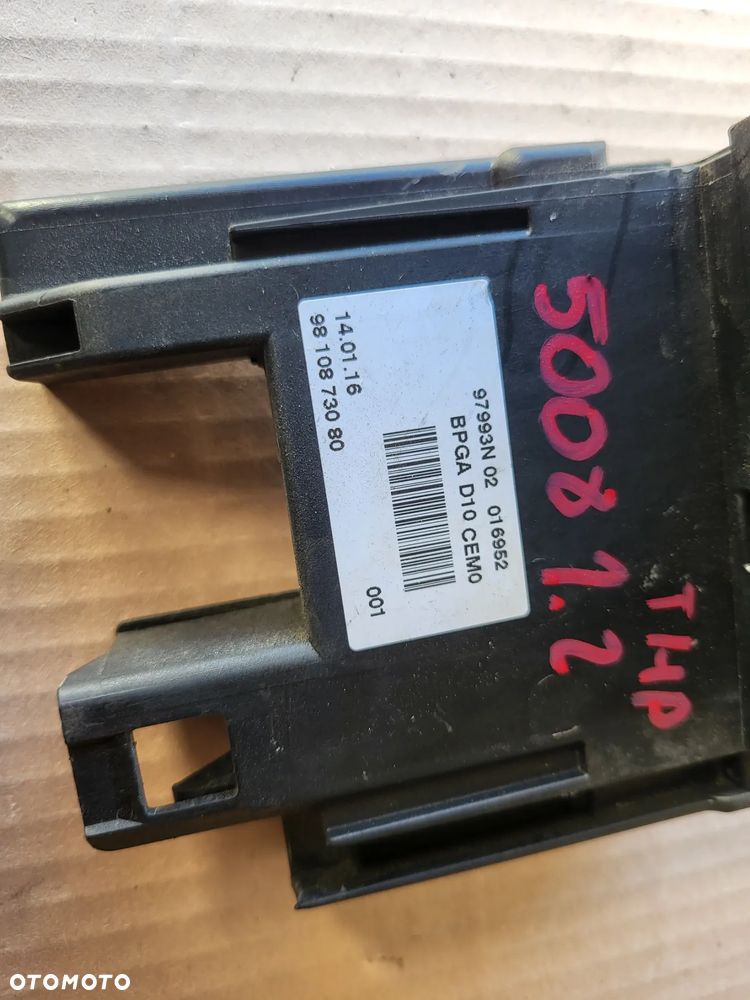 97993N 02 016952
BPGA D10 CEM0
001
14.01.16
98 108 730 80
5008 1.2
THP
OTOMOTO